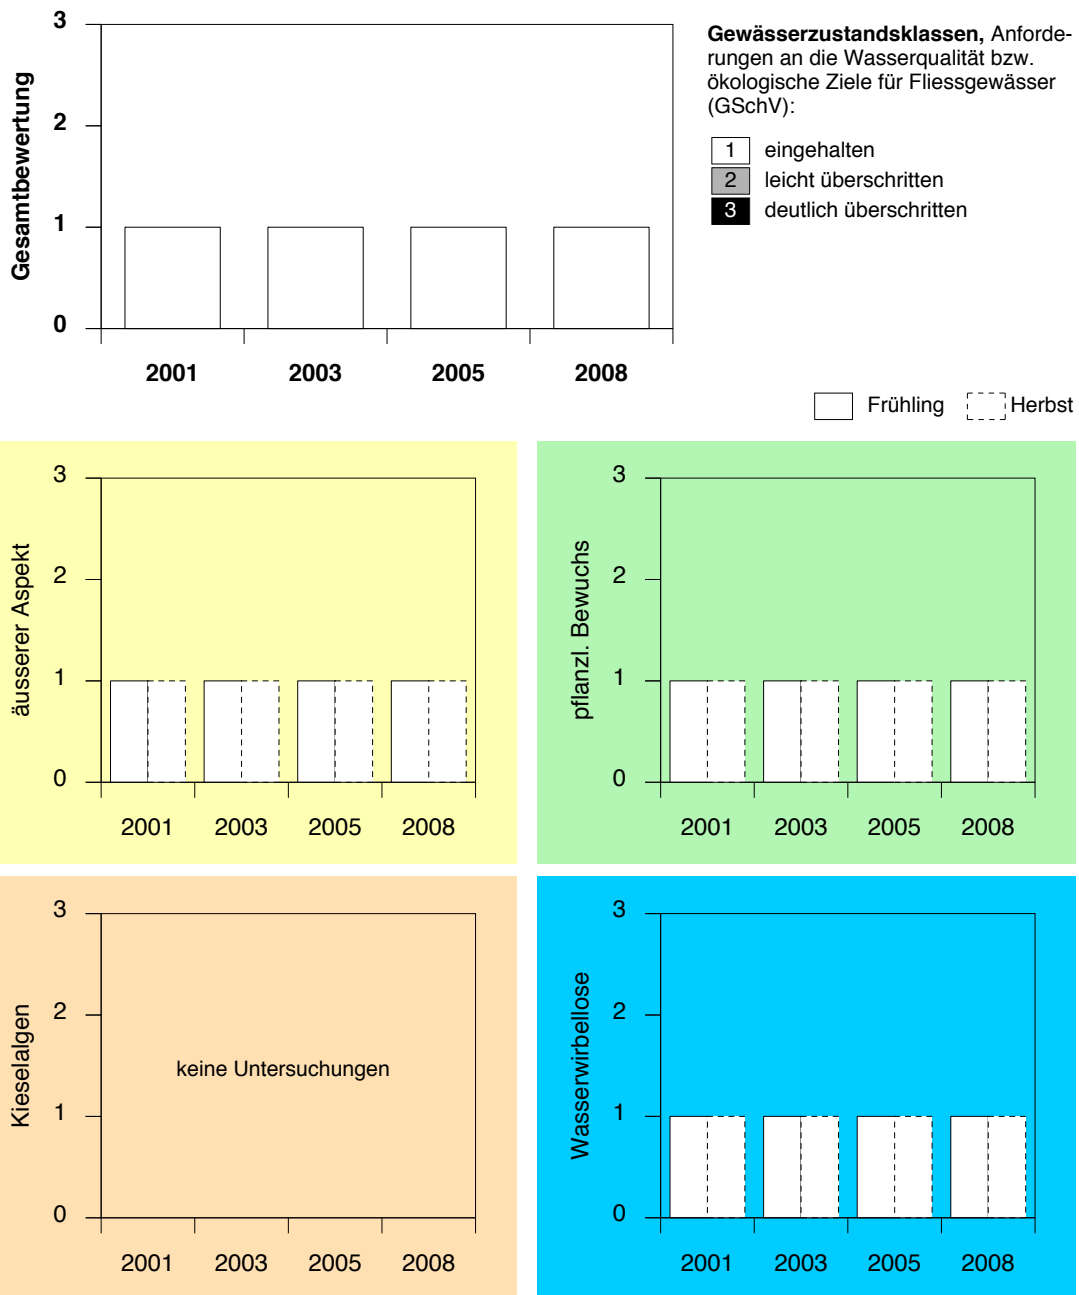 Gesamtbewertung
3
2
1
0
2001 2003 2005 2008
Gewässerzustandsklassen, Anforde-
rungen an die Wasserqualität bzw.
ökologische Ziele für Fliessgewässer
(GSchV):
1 eingehalten
2 leicht überschritten
3 deutlich überschritten
Frühling Herbst
äusserer Aspekt
3
2
1
0
2001 2003 2005 2008
pflanzl. Bewuchs
3
2
1
0
2001 2003 2005 2008
Kieselalgen
3
2
1
0
keine Untersuchungen
2001 2003 2005 2008
Wasserwirbellose
3
2
1
0
2001 2003 2005 2008